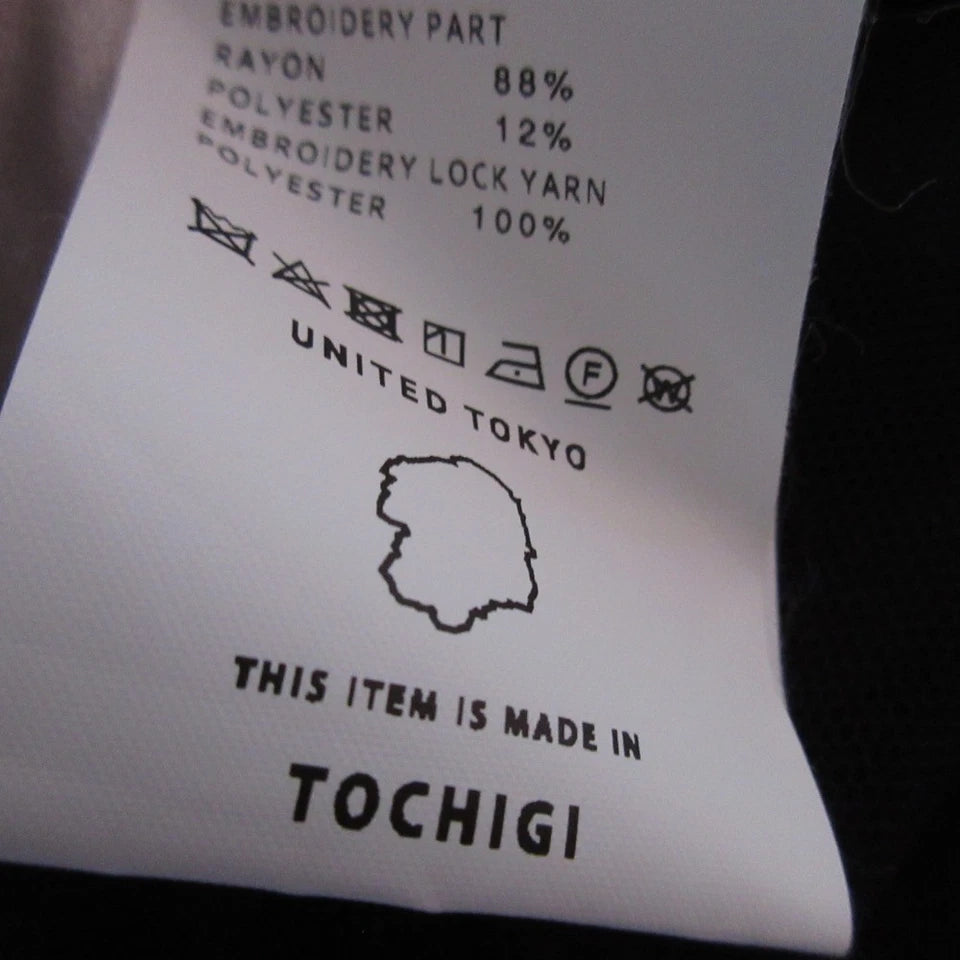 EMBROIDERY PART
RAYON 88%
POLYESTER 12%
EMBROIDERY LOCK YARN
POLYESTER 100%
F W
UNITED TOKYO
THIS ITEM IS MADE IN
TOCHIGI